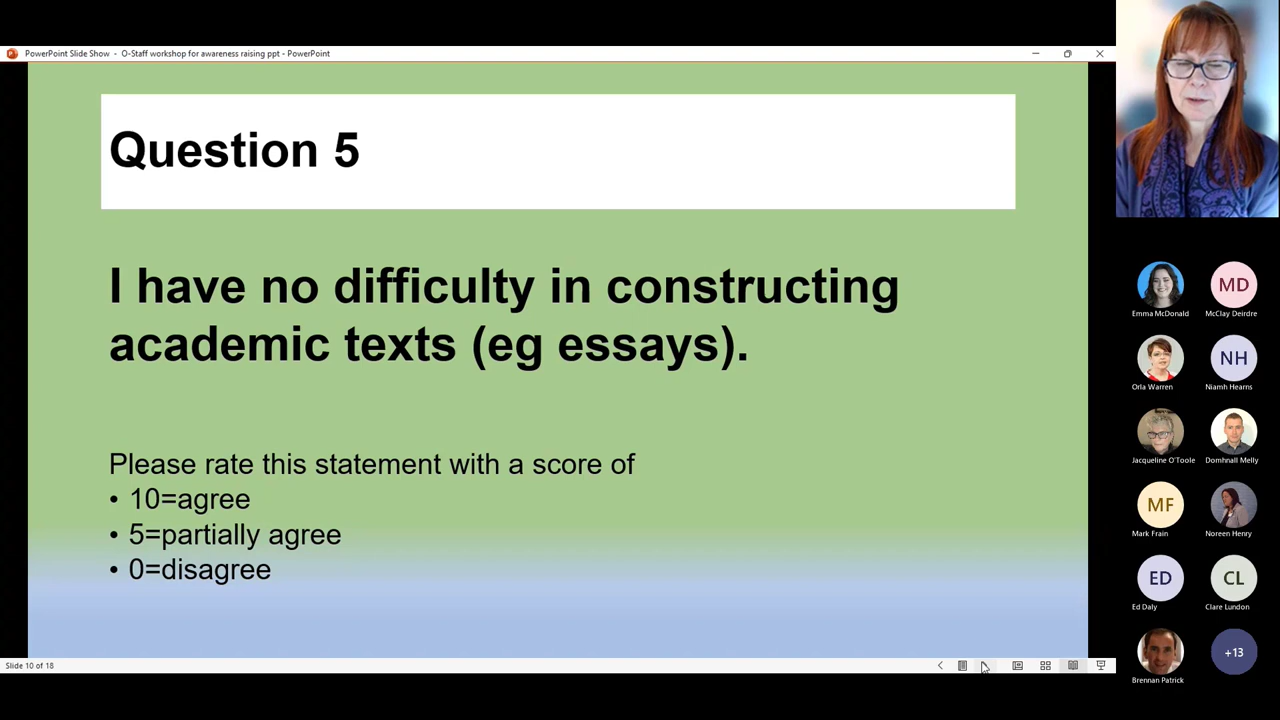 PowerPoint Slide Show - O-Staff workshop for awareness raising ppt - PowerPoint
Question 5
I have no difficulty in constructing
academic texts (eg essays).
Please rate this statement with a score of
• 10=agree
• 5=partially agree
• 0=disagree
Slide 10 of 18
Emma McDonald
MD
McClay Deirdre
Orla Warren
NH
Niamh Hearns
Jacqueline O'Toole
Domhnall Melly
MF
Mark Frain
Noreen Henry
ED
Ed Daly
CL
Clare Lundon
Brennan Patrick
+13